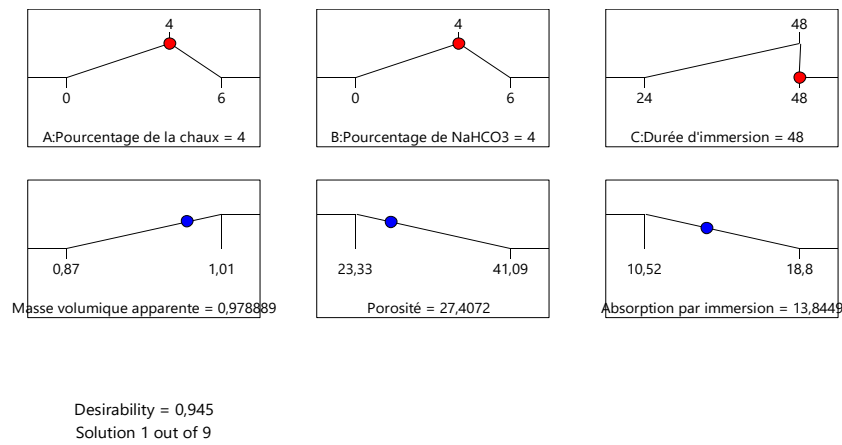 4
0
6
A:Pourcentage de la chaux = 4
4
0
6
B:Pourcentage de NaHCO3 = 4
48
24
48
C:Durée d'immersion = 48
0,87
1,01
Masse volumique apparente = 0,978889
23,33
41,09
Porosité = 27,4072
10,52
18,8
Absorption par immersion = 13,8449
Desirability = 0,945
Solution 1 out of 9